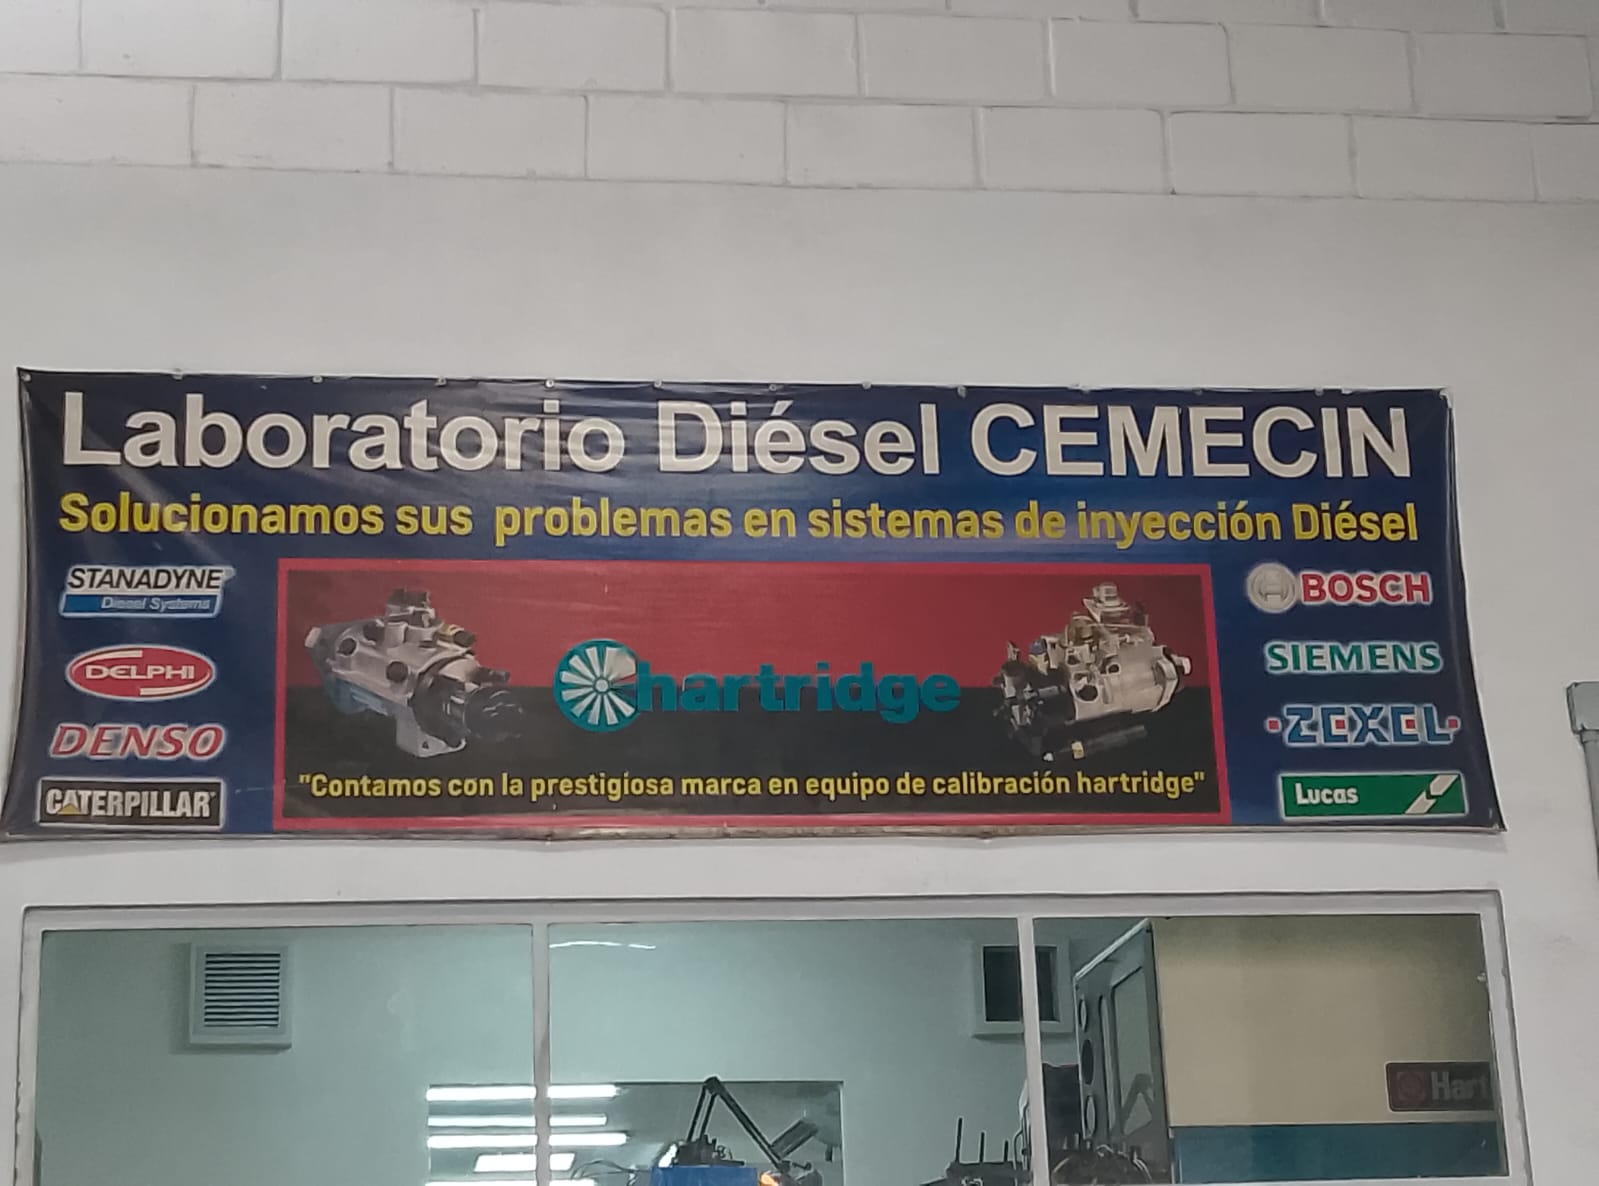 Laboratorio Diésel CEMECIN
Solucionamos sus problemas en sistemas de inyección Diésel
STANADYNE
Diesel Systems
DELPHI
DENSO
CATERPILLAR
hartridge
"Contamos con la prestigiosa marca en equipo de calibración hartridge"
BOSCH
SIEMENS
ZEXEL
Lucas
Hart